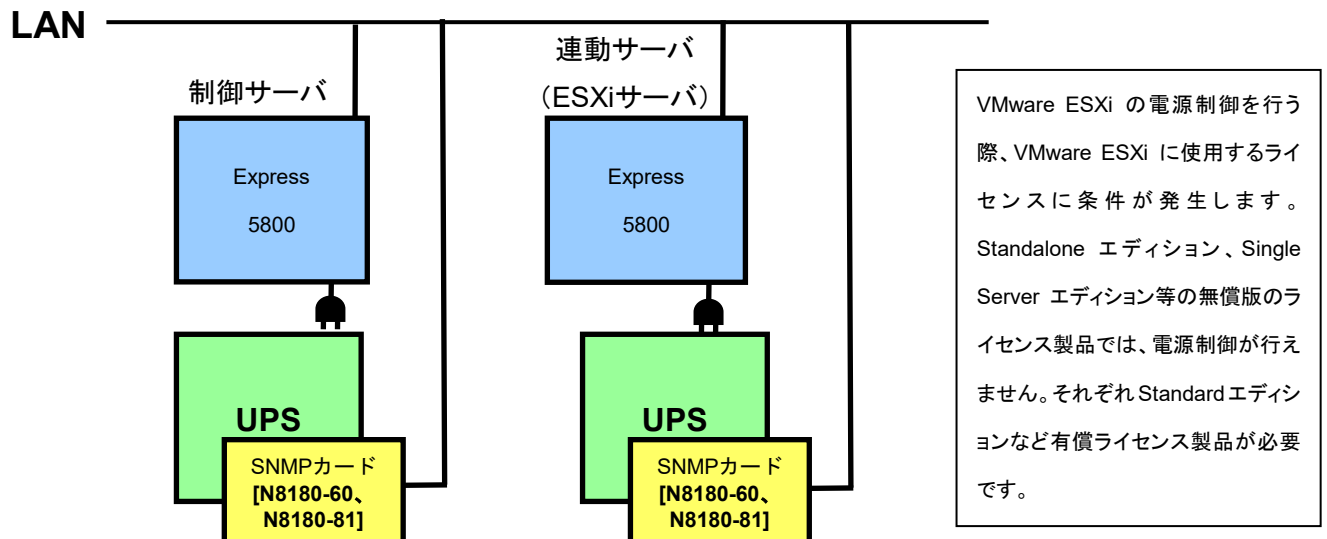 LAN
制御サーバ
Express
5800
UPS
SNMPカード
[N8180-60、
N8180-81]
連動サーバ
（ESXiサーバ）
Express
5800
UPS
SNMPカード
[N8180-60、
N8180-81]
VMware ESXi の電源制御を行う
際、VMware ESXi に使用するライ
センスに条件が発生します。
Standalone エディション、Single
Server エディション等の無償版のラ
イセンス製品では、電源制御が行え
ません。それぞれ Standard エディシ
ョンなど有償ライセンス製品が必要
です。